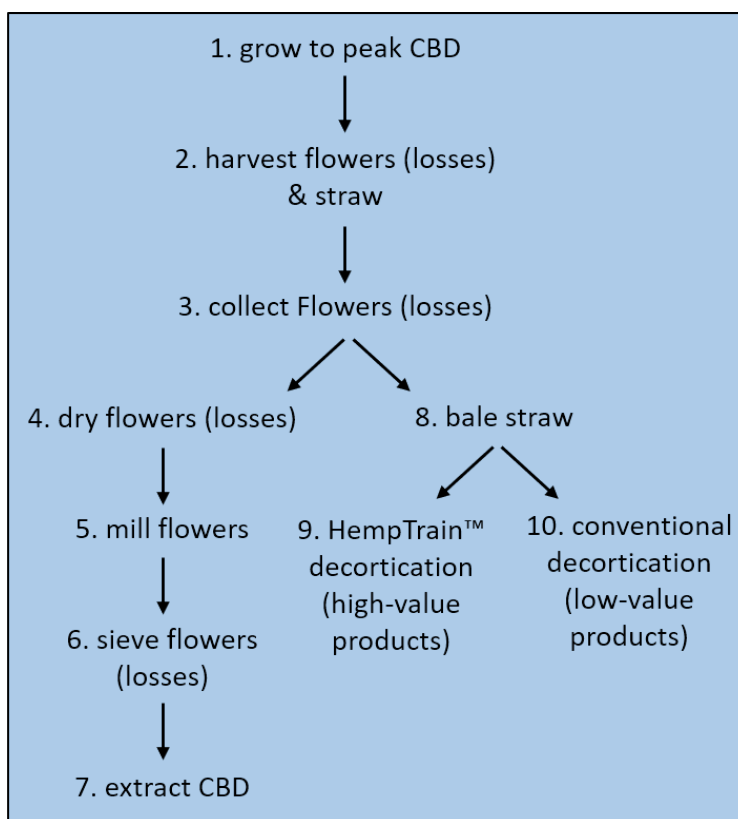 1. grow to peak CBD
2. harvest flowers (losses)
& straw
3. collect Flowers (losses)
4. dry flowers (losses)
8. bale straw
5. mill flowers
9. HempTrain™
decortication
(high-value
products)
10. conventional
decortication
(low-value
products)
6. sieve flowers
(losses)
7. extract CBD